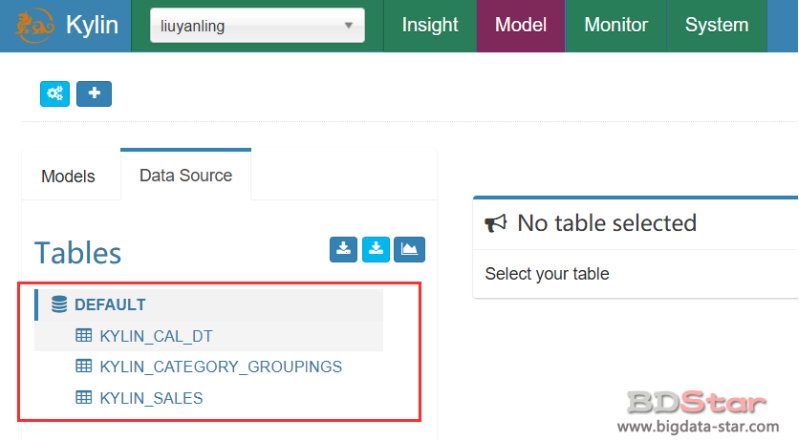 Kylin
liuyanling
Insight
Model
Monitor
System
Models
Data Source
Tables
No table selected
Select your table
DEFAULT
KYLIN_CAL_DT
KYLIN_CATEGORY_GROUPINGS
KYLIN_SALES
BDStar
www.bigdata-star.com